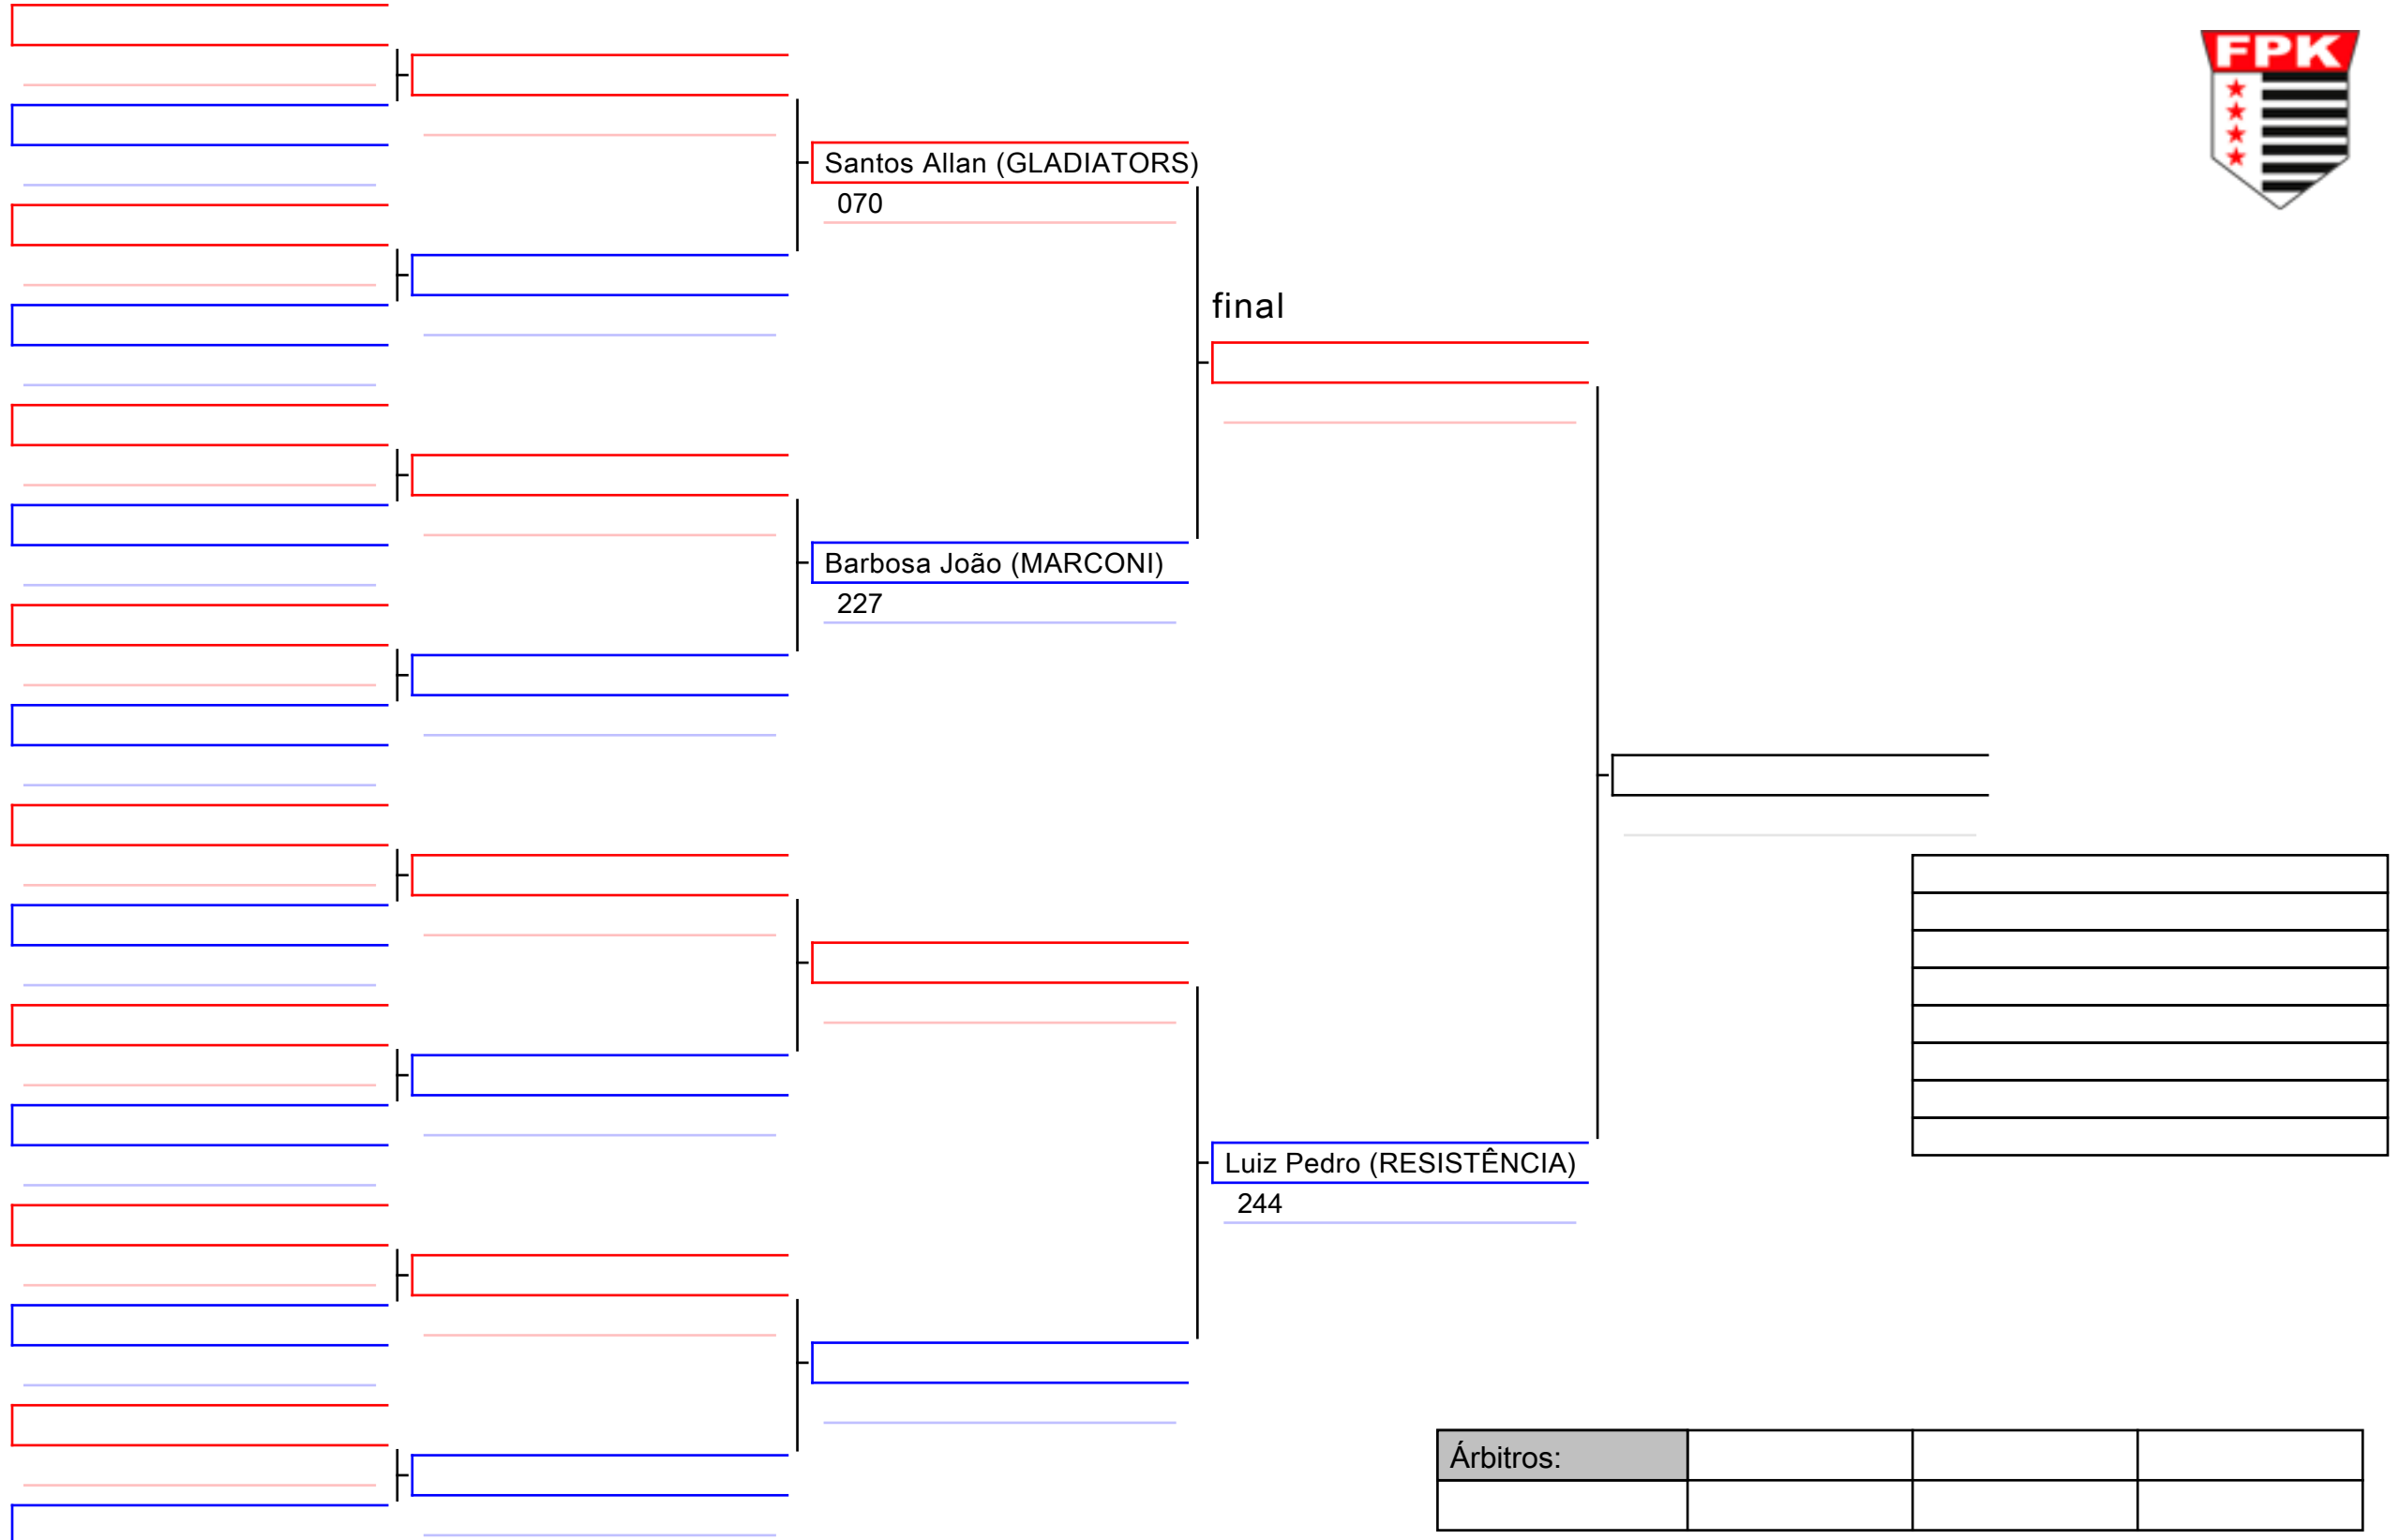 FPK
Santos Allan (GLADIATORS)
070
final
Barbosa João (MARCONI)
227
Luiz Pedro (RESISTÊNCIA)
244
Árbitros: